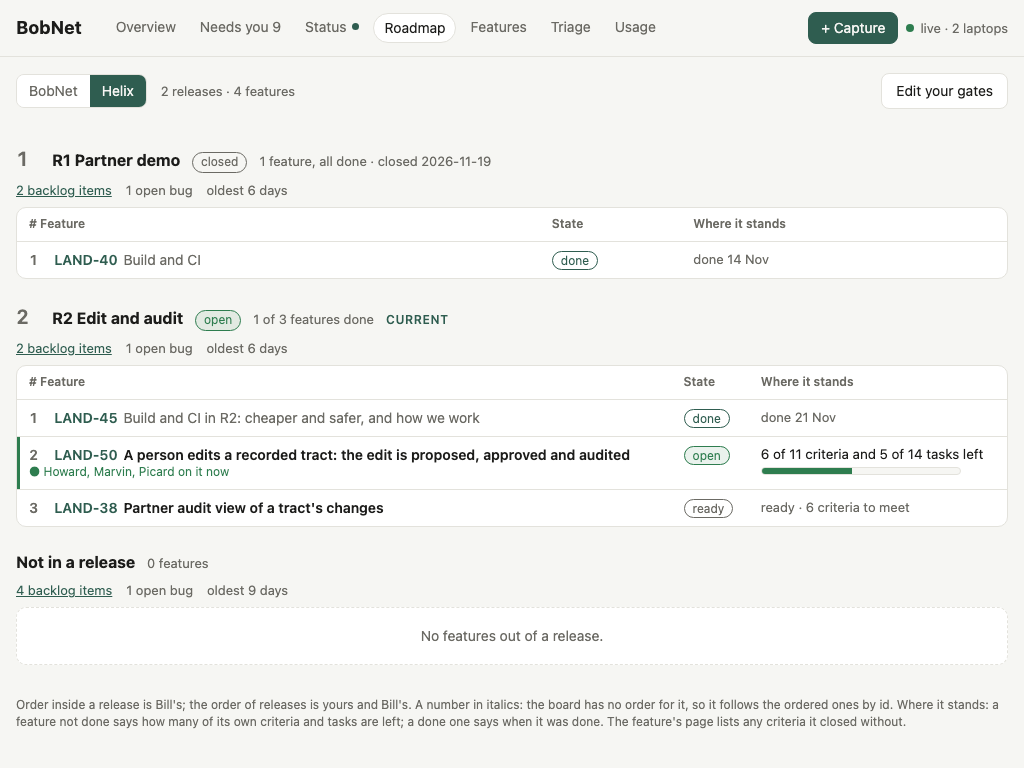 BobNet Overview Needs you 9 Status Roadmap Features Triage Usage + Capture live · 2 laptops
BobNet Helix 2 releases · 4 features Edit your gates
1 R1 Partner demo closed 1 feature, all done · closed 2026-11-19
2 backlog items 1 open bug oldest 6 days
# Feature State Where it stands
1 LAND-40 Build and CI done done 14 Nov
2 R2 Edit and audit open 1 of 3 features done CURRENT
2 backlog items 1 open bug oldest 6 days
# Feature State Where it stands
1 LAND-45 Build and CI in R2: cheaper and safer, and how we work done done 21 Nov
2 LAND-50 A person edits a recorded tract: the edit is proposed, approved and audited open 6 of 11 criteria and 5 of 14 tasks left
Howard, Marvin, Picard on it now
3 LAND-38 Partner audit view of a tract's changes ready ready · 6 criteria to meet
Not in a release 0 features
4 backlog items 1 open bug oldest 9 days
No features out of a release.
Order inside a release is Bill's; the order of releases is yours and Bill's. A number in italics: the board has no order for it, so it follows the ordered ones by id. Where it stands: a
feature not done says how many of its own criteria and tasks are left; a done one says when it was done. The feature's page lists any criteria it closed without.